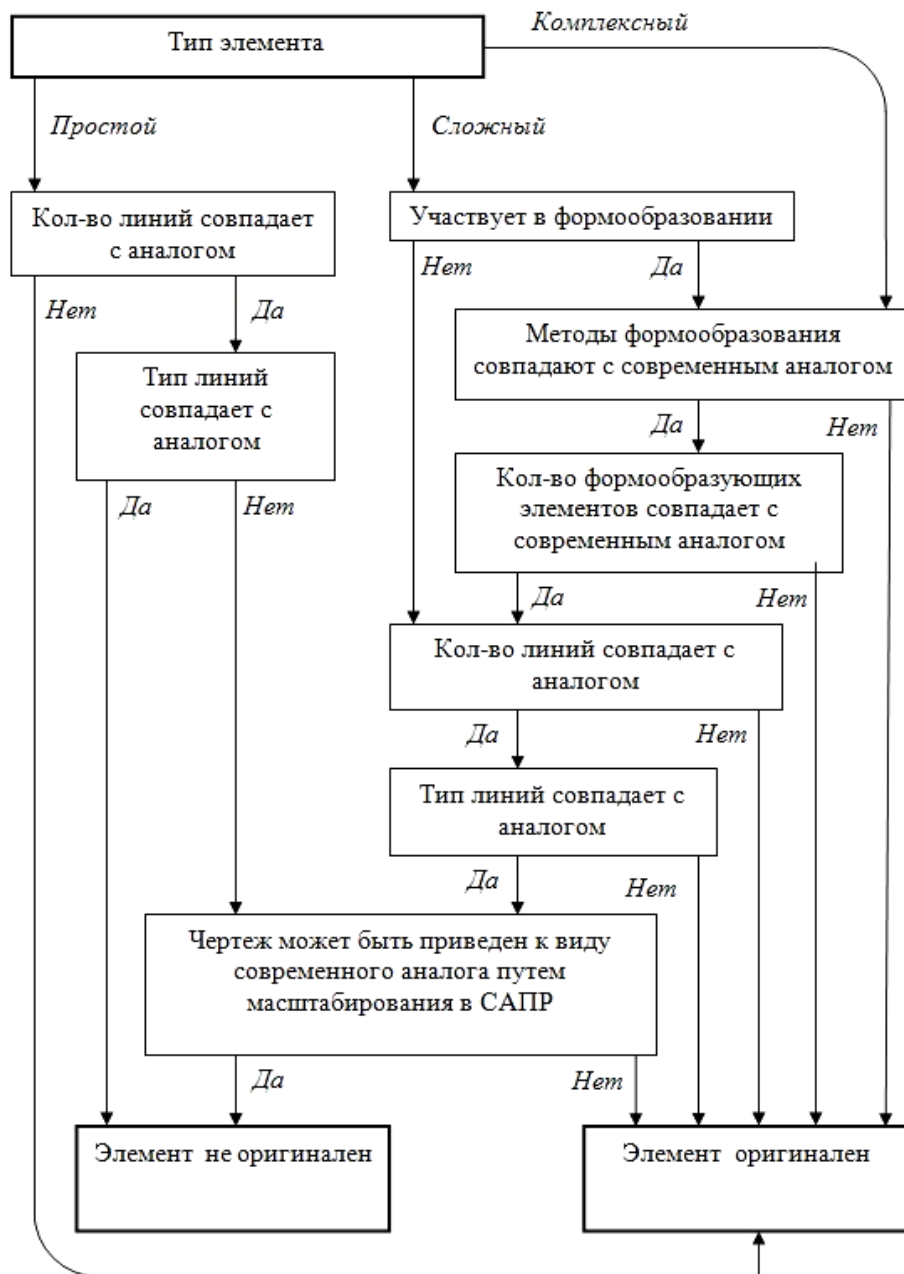 Тип элемента
Комплексный
Простой
Сложный
Кол-во линий совпадает
с аналогом
Участвует в формообразовании
Нет
Да
Нет
Да
Методы формообразования
совпадают с современным аналогом
Тип линий
совпадает с
аналогом
Да
Нет
Кол-во формообразующих
элементов совпадает с
современным аналогом
Да
Нет
Да
Нет
Кол-во линий совпадает с
аналогом
Да
Нет
Тип линий совпадает с
аналогом
Да
Нет
Чертеж может быть приведен к виду
современного аналога путем
масштабирования в САПР
Да
Нет
Элемент не оригинален
Элемент оригинален